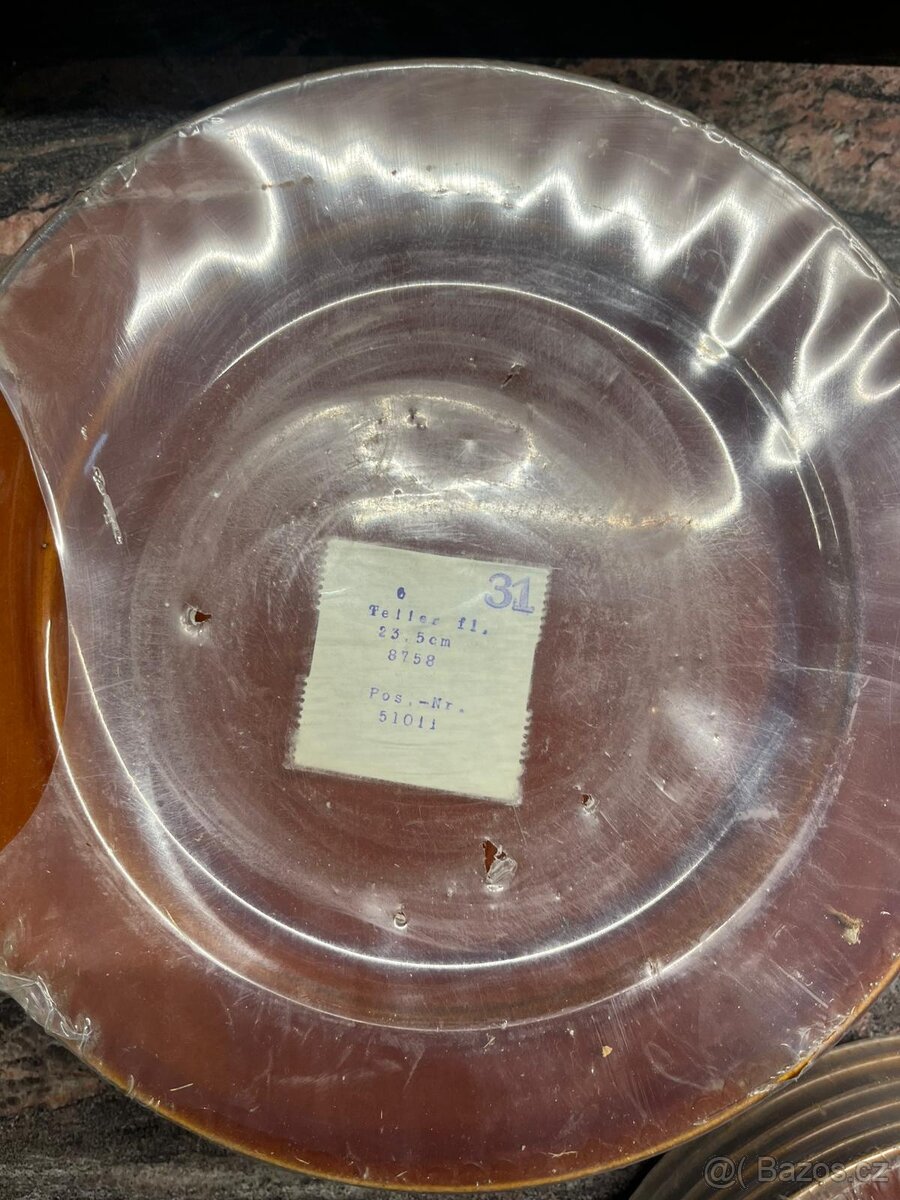 31
6
Teller fl.
23.5cm
8758
Pos.-Nr.
51011
@( Bazos.cz